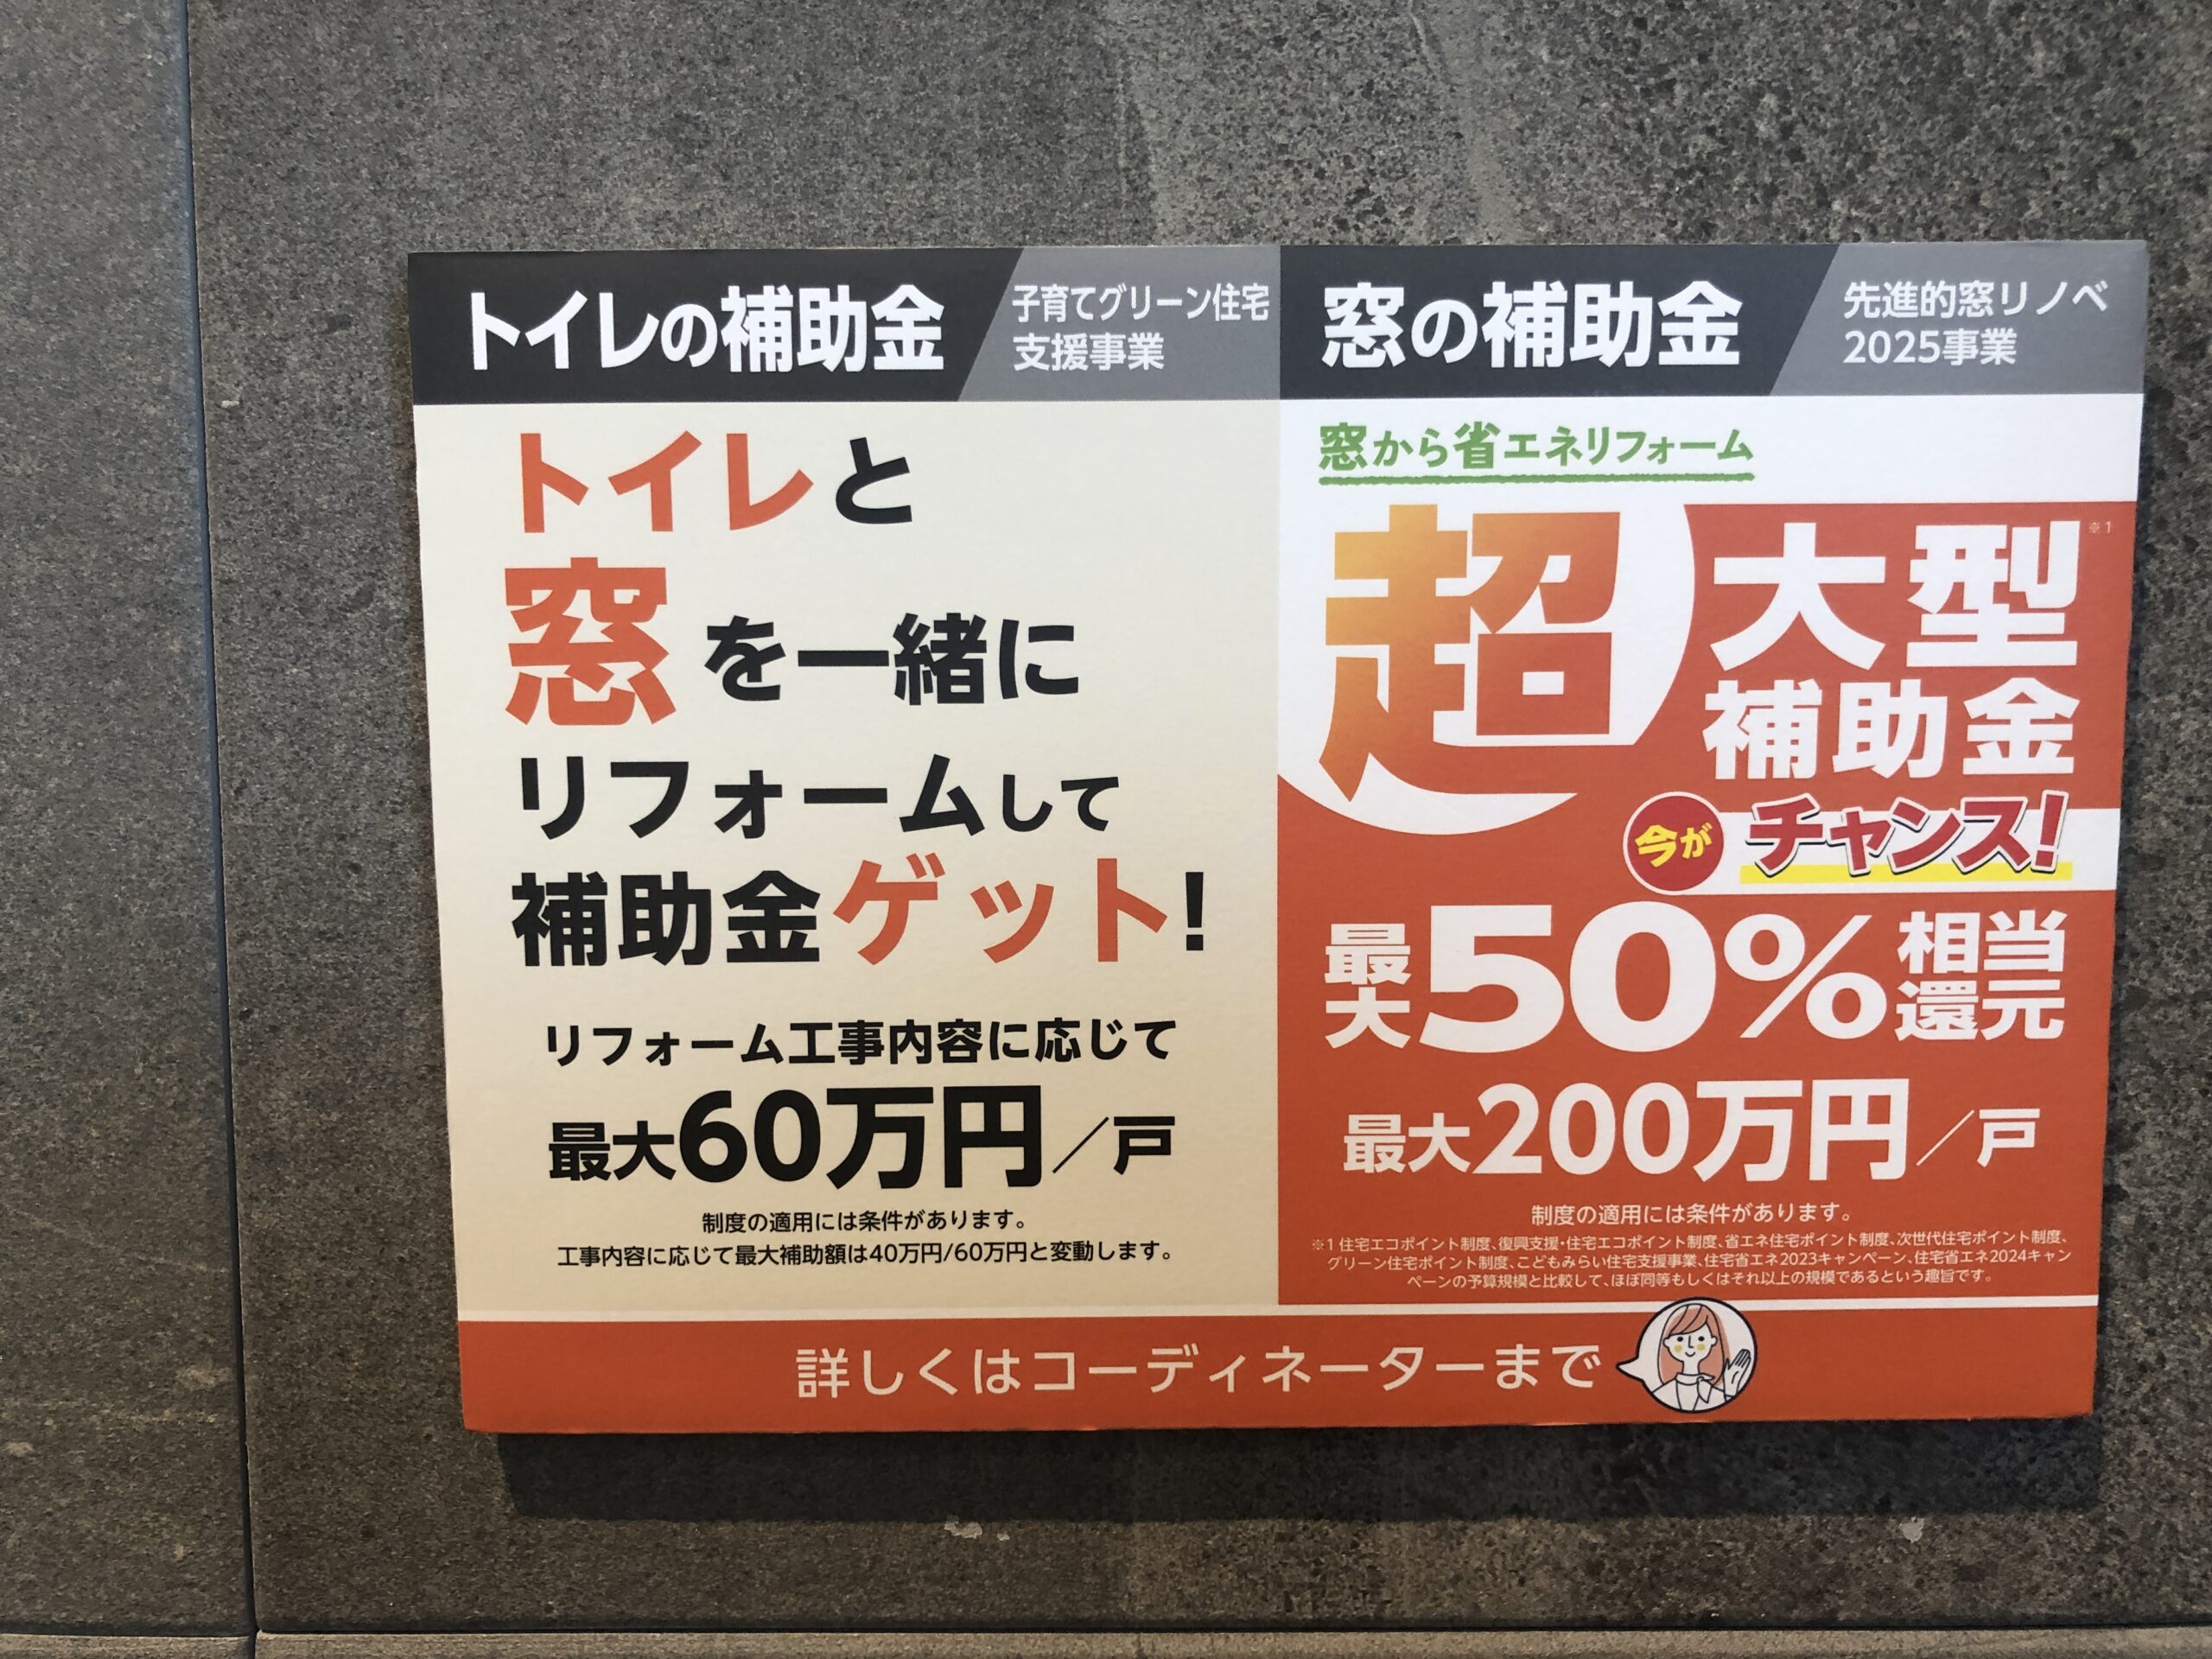 トイレの補助金
子育てグリーン住宅
支援事業
トイレと
窓を一緒に
リフォームして
補助金ゲット!
リフォーム工事内容に応じて
最大60万円/戸
制度の適用には条件があります。
工事内容に応じて最大補助額は40万円/60万円と変動します。
窓の補助金
先進的窓リノベ
2025事業
窓から省エネリフォーム
超大型※1
補助金
今がチャンス!
最大50%相当還元
最大200万円/戸
制度の適用には条件があります。
※1 住宅エコポイント制度、復興支援・住宅エコポイント制度、省エネ住宅ポイント制度、次世代住宅ポイント制度、
グリーン住宅ポイント制度、こどもみらい住宅支援事業、住宅省エネ2023キャンペーン、住宅省エネ2024キャン
ペーンの予算規模と比較して、ほぼ同等もしくはそれ以上の規模であるという趣旨です。
詳しくはコーディネーターまで